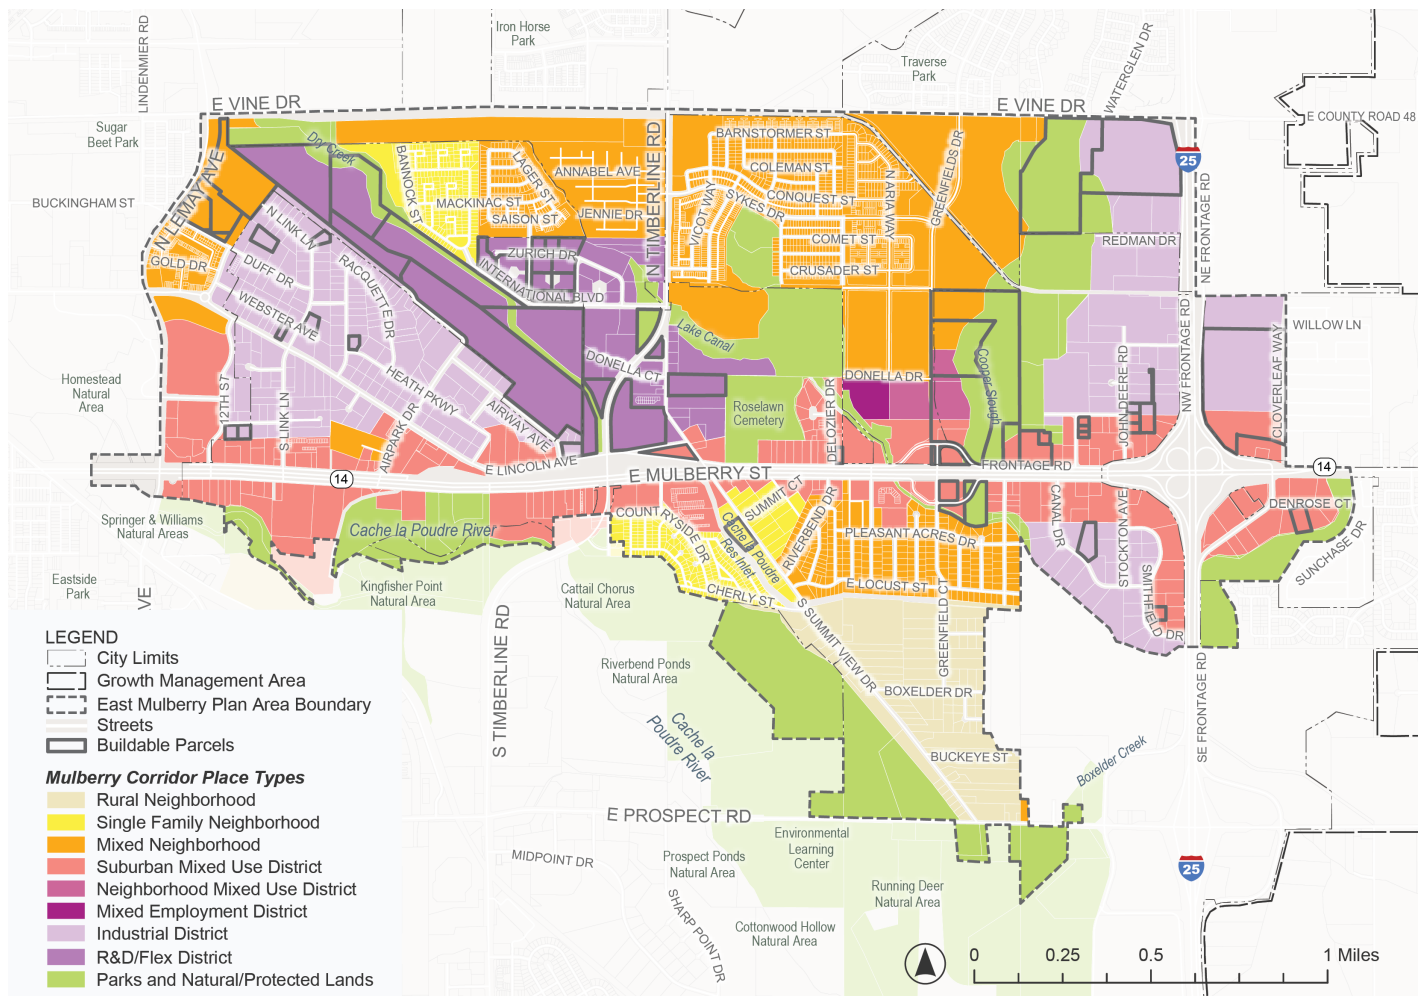 LINDENMIER RD
Iron Horse
Park
Traverse
Park
WATERGLEN DR
E VINE DR
E VINE DR
E COUNTY ROAD 48
Sugar
Beet Park
Dry Creek
BANNOCK ST
LAGER ST
ANNABEL AVE
N TIMBERLINE RD
BARNSTORMER ST
COLEMAN ST
CONQUEST ST
SYKES DR
VICOT WAY
N ARIA WAY
GREENFIELDS DR
25
NE FRONTAGE RD
BUCKINGHAM ST
N LEMAY AVE
MACKINAC ST
SAISON ST
JENNIE DR
COMET ST
CRUSADER ST
REDMAN DR
GOLD DR
N LINK LN
DUFF DR
RACQUETTE DR
ZURICH DR
INTERNATIONAL BLVD
WEBSTER AVE
Lake Canal
NW FRONTAGE RD
WILLOW LN
CLOVERLEAF WAY
Homestead
Natural
Area
12TH ST
S LINK LN
HEATH PKWY
AIRPARK DR
AIRWAY AVE
DONELLA CT
DONELLA DR
Roselawn
Cemetery
DELOZIER DR
Cooper Slough
JOHN DEERE RD
E LINCOLN AVE
E MULBERRY ST
FRONTAGE RD
14
14
Springer & Williams
Natural Areas
Cache la Poudre River
COUNTRYSIDE DR
SUMMIT CT
Cache la Poudre
Res Inlet
RIVERBEND DR
PLEASANT ACRES DR
CANAL DR
STOCKTON AVE
DENROSE CT
SUNCHASE DR
Eastside
Park
VE
Kingfisher Point
Natural Area
Cattail Chorus
Natural Area
CHERLY ST
E LOCUST ST
GREENFIELD CT
SMITHFIELD DR
S SUMMIT VIEW DR
S TIMBERLINE RD
Riverbend Ponds
Natural Area
BOXELDER DR
SE FRONTAGE RD
Cache la
Poudre River
BUCKEYE ST
Boxelder Creek
E PROSPECT RD
MIDPOINT DR
Prospect Ponds
Natural Area
Environmental
Learning
Center
SHARP POINT DR
Running Deer
Natural Area
25
Cottonwood Hollow
Natural Area
LEGEND
City Limits
Growth Management Area
East Mulberry Plan Area Boundary
Streets
Buildable Parcels
Mulberry Corridor Place Types
Rural Neighborhood
Single Family Neighborhood
Mixed Neighborhood
Suburban Mixed Use District
Neighborhood Mixed Use District
Mixed Employment District
Industrial District
R&D/Flex District
Parks and Natural/Protected Lands
0 0.25 0.5 1 Miles